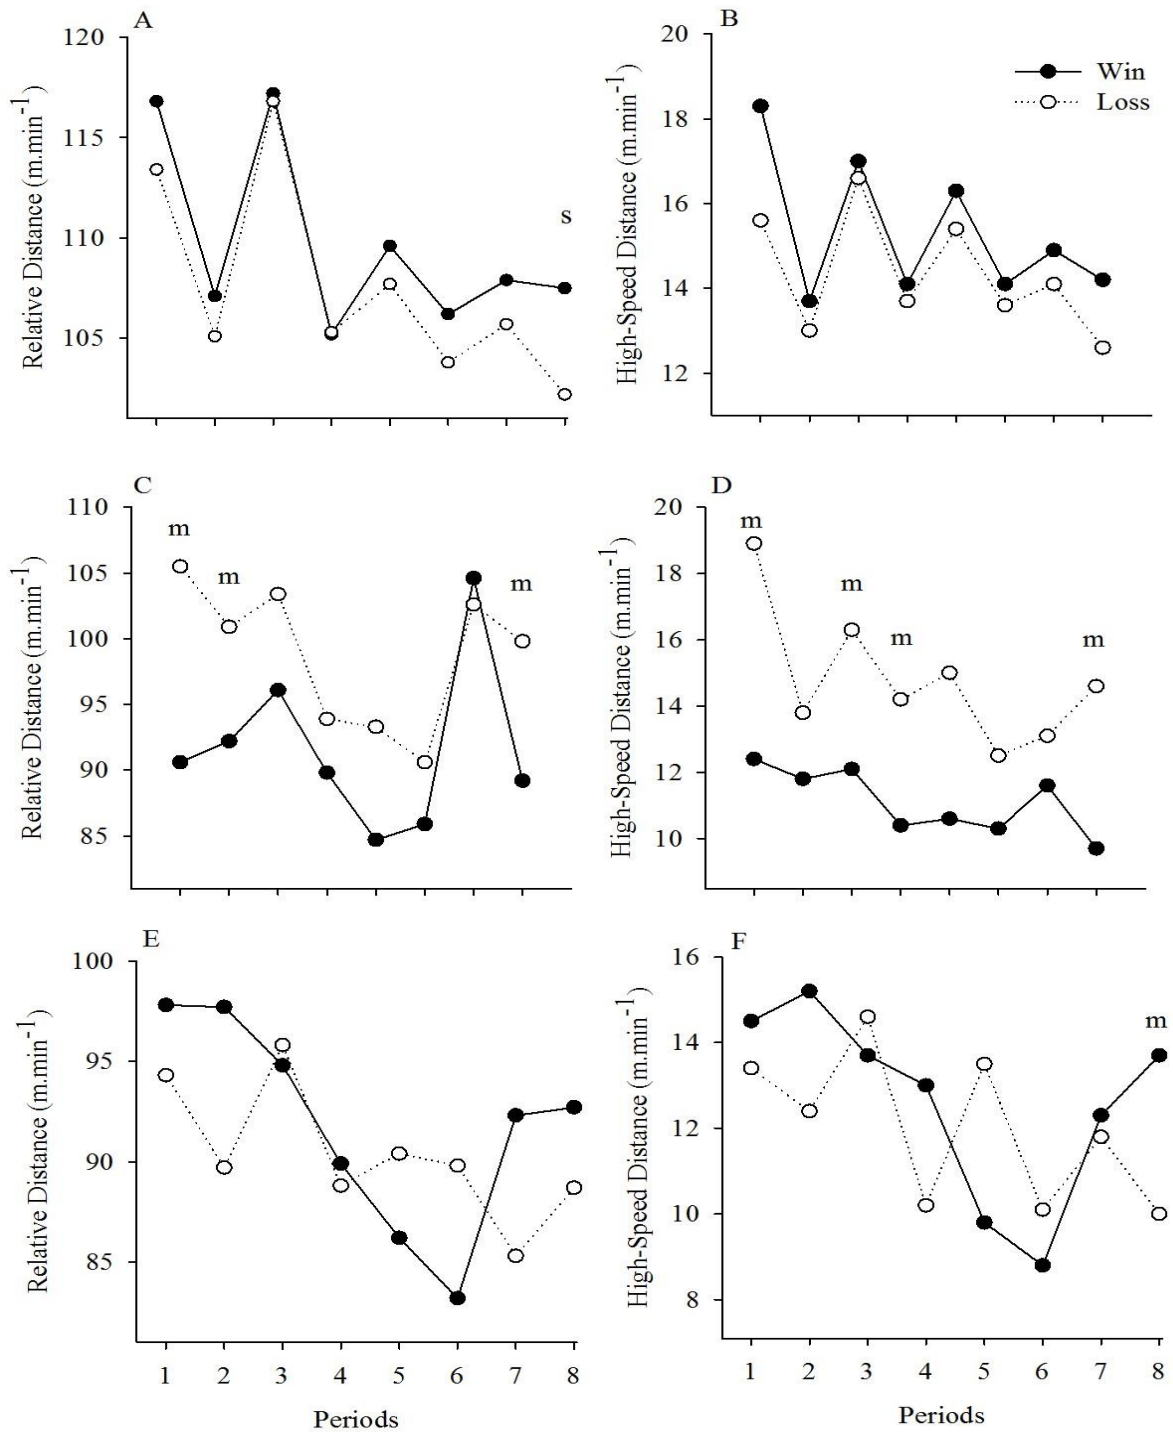 A
120
115
110
105
Relative Distance (m.min⁻¹)
s
B
20
18
16
14
12
High-Speed Distance (m.min⁻¹)
Win
Loss
C
110
105
100
95
90
85
Relative Distance (m.min⁻¹)
m
m
m
D
20
18
16
14
12
10
High-Speed Distance (m.min⁻¹)
m
m
m
m
E
100
95
90
85
Relative Distance (m.min⁻¹)
1 2 3 4 5 6 7 8
Periods
F
16
14
12
10
8
High-Speed Distance (m.min⁻¹)
m
1 2 3 4 5 6 7 8
Periods